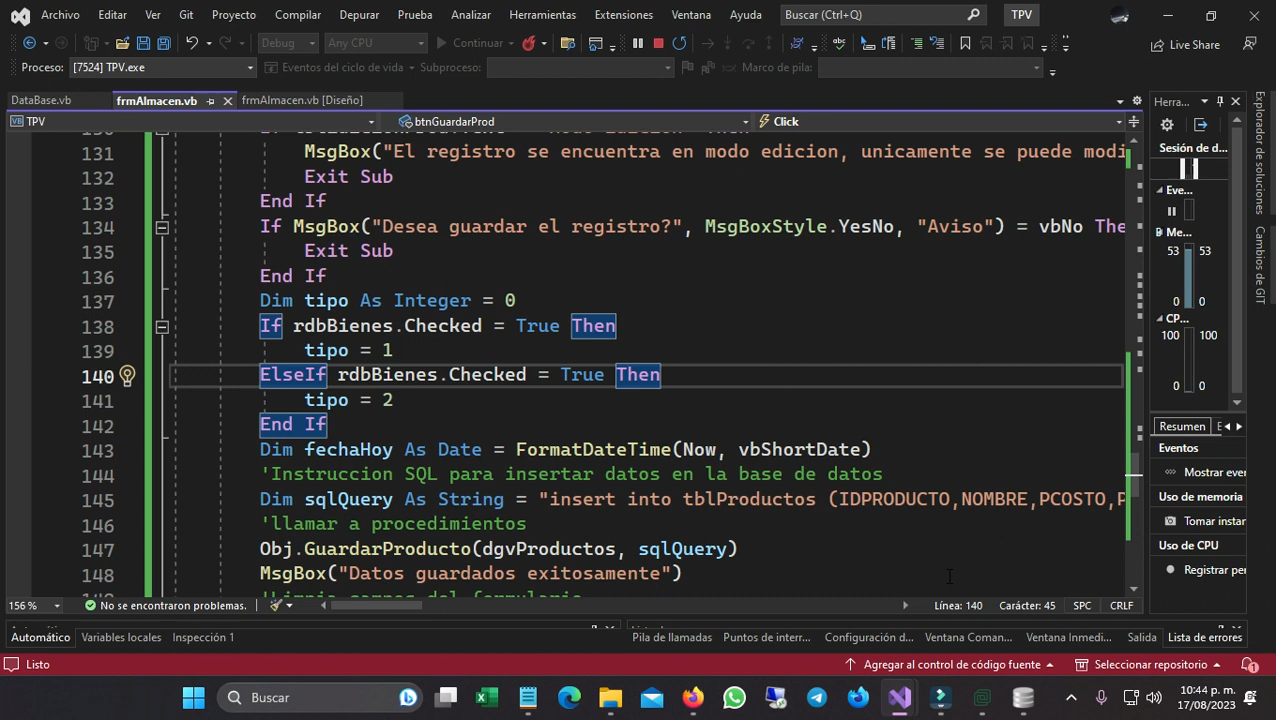 Archivo Editar Ver Git Proyecto Compilar Depurar Prueba Analizar Herramientas Extensiones Ventana Ayuda Buscar (Ctrl+Q) TPV
Debug Any CPU Continuar Live Share
Proceso: [7524] TPV.exe Eventos del ciclo de vida Subproceso: Marco de pila:
DataBase.vb frmAlmacen.vb frmAlmacen.vb [Diseño] Herra...
TPV btnGuardarProd Click
131 MsgBox("El registro se encuentra en modo edicion, unicamente se puede modi
132 Exit Sub
133 End If
134 If MsgBox("Desea guardar el registro?", MsgBoxStyle.YesNo, "Aviso") = vbNo The
135 Exit Sub
136 End If
137 Dim tipo As Integer = 0
138 If rdbBienes.Checked = True Then
139 tipo = 1
140 ElseIf rdbBienes.Checked = True Then
141 tipo = 2
142 End If
143 Dim fechaHoy As Date = FormatDateTime(Now, vbShortDate)
144 'Instruccion SQL para insertar datos en la base de datos
145 Dim sqlQuery As String = "insert into tblProductos (IDPRODUCTO,NOMBRE,PCOSTO,P
146 'llamar a procedimientos
147 Obj.GuardarProducto(dgvProductos, sqlQuery)
148 MsgBox("Datos guardados exitosamente")
Sesión de d
Eve...
Me...
53 53
0 0
CP...
100 100
0 0
Resumen E
Eventos
Mostrar ever
Uso de memoria
Tomar instar
Uso de CPU
Registrar per
Explorador de soluciones
Cambios de GIT
156 % No se encontraron problemas. Línea: 140 Carácter: 45 SPC CRLF
Automático Variables locales Inspección 1 Pila de llamadas Puntos de interr... Configuración d... Ventana Coman... Ventana Inmedi... Salida Lista de errores
Listo Agregar al control de código fuente Seleccionar repositorio 1
Buscar 10:44 p. m.
17/08/2023